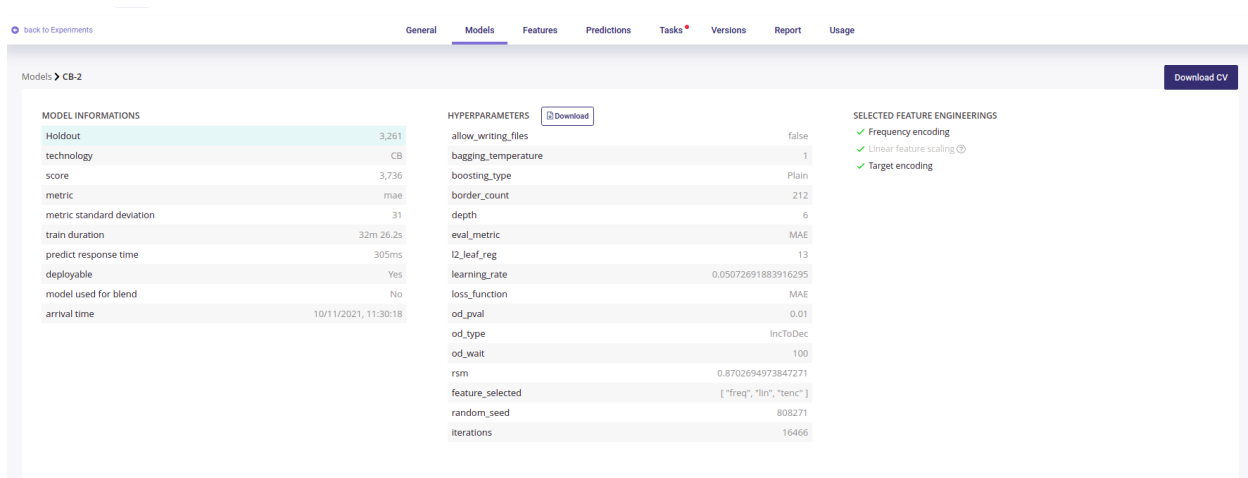 back to Experiments
General Models Features Predictions Tasks Versions Report Usage
Models > CB-2
Download CV
MODEL INFORMATIONS
Holdout 3,261
technology CB
score 3,736
metric mae
metric standard deviation 31
train duration 32m 26.2s
predict response time 305ms
deployable Yes
model used for blend No
arrival time 10/11/2021, 11:30:18
HYPERPARAMETERS Download
allow_writing_files false
bagging_temperature 1
boosting_type Plain
border_count 212
depth 6
eval_metric MAE
l2_leaf_reg 13
learning_rate 0.05072691883916295
loss_function MAE
od_pval 0.01
od_type IncToDec
od_wait 100
rsm 0.8702694973847271
feature_selected [ "freq", "lin", "tenc" ]
random_seed 808271
iterations 16466
SELECTED FEATURE ENGINEERINGS
Frequency encoding
Linear feature scaling ?
Target encoding